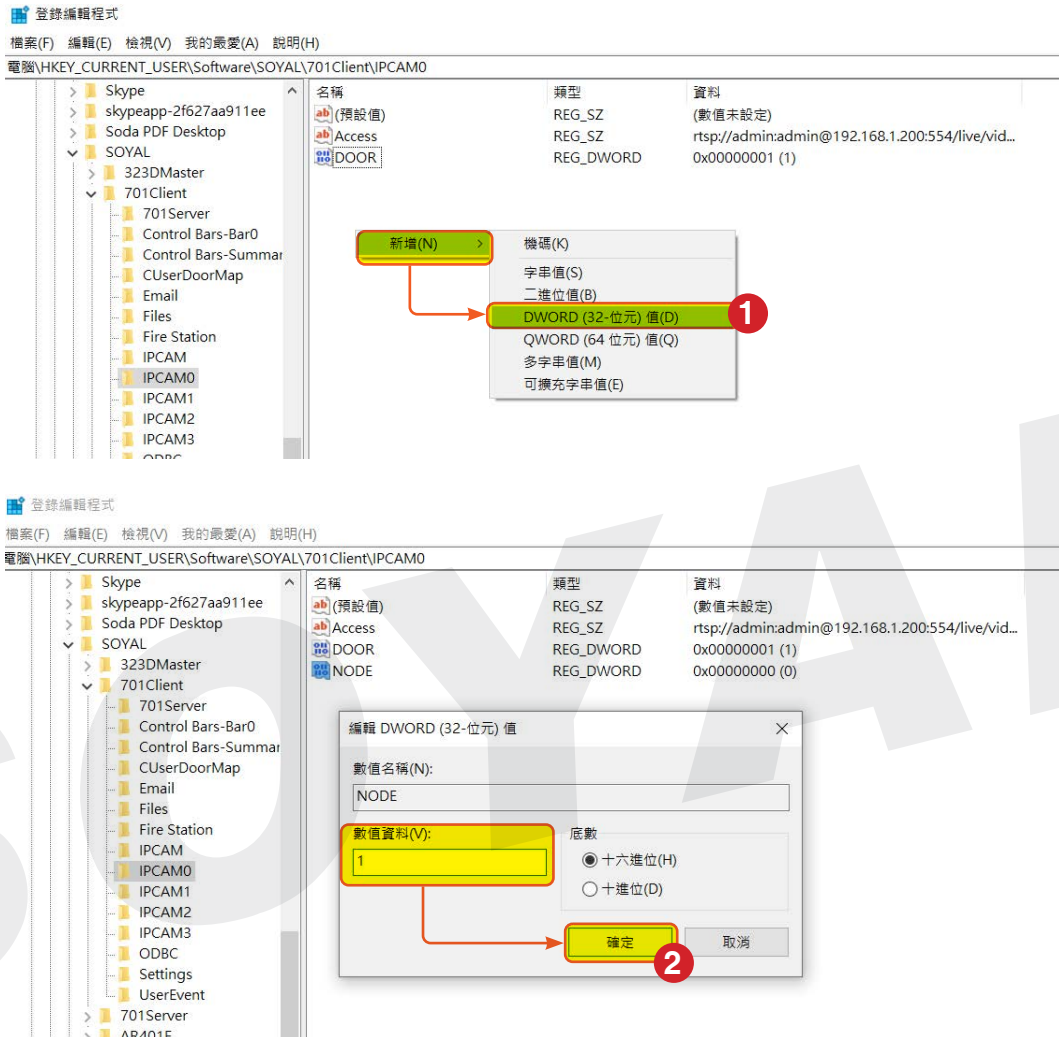 登錄編輯程式
檔案(F) 編輯(E) 檢視(V) 我的最愛(A) 說明(H)
電腦\HKEY_CURRENT_USER\Software\SOYAL\701Client\IPCAM0
Skype
skypeapp-2f627aa911ee
Soda PDF Desktop
SOYAL
323DMaster
701Client
701Server
Control Bars-Bar0
Control Bars-Summar
CUserDoorMap
Email
Files
Fire Station
IPCAM
IPCAM0
IPCAM1
IPCAM2
IPCAM3
ODBC
名稱 類型 資料
(預設值) REG_SZ (數值未設定)
Access REG_SZ rtsp://admin:admin@192.168.1.200:554/live/vid...
DOOR REG_DWORD 0x00000001 (1)
新增(N)
機碼(K)
字串值(S)
二進位值(B)
DWORD (32-位元) 值(D)
1
QWORD (64 位元) 值(Q)
多字串值(M)
可擴充字串值(E)
登錄編輯程式
檔案(F) 編輯(E) 檢視(V) 我的最愛(A) 說明(H)
電腦\HKEY_CURRENT_USER\Software\SOYAL\701Client\IPCAM0
Skype
skypeapp-2f627aa911ee
Soda PDF Desktop
SOYAL
323DMaster
701Client
701Server
Control Bars-Bar0
Control Bars-Summar
CUserDoorMap
Email
Files
Fire Station
IPCAM
IPCAM0
IPCAM1
IPCAM2
IPCAM3
ODBC
Settings
UserEvent
701Server
AR401F
名稱 類型 資料
(預設值) REG_SZ (數值未設定)
Access REG_SZ rtsp://admin:admin@192.168.1.200:554/live/vid...
DOOR REG_DWORD 0x00000001 (1)
NODE REG_DWORD 0x00000000 (0)
編輯 DWORD (32-位元) 值
數值名稱(N):
NODE
數值資料(V):
1
底數
十六進位(H)
十進位(D)
確定 取消
2
SOYAL